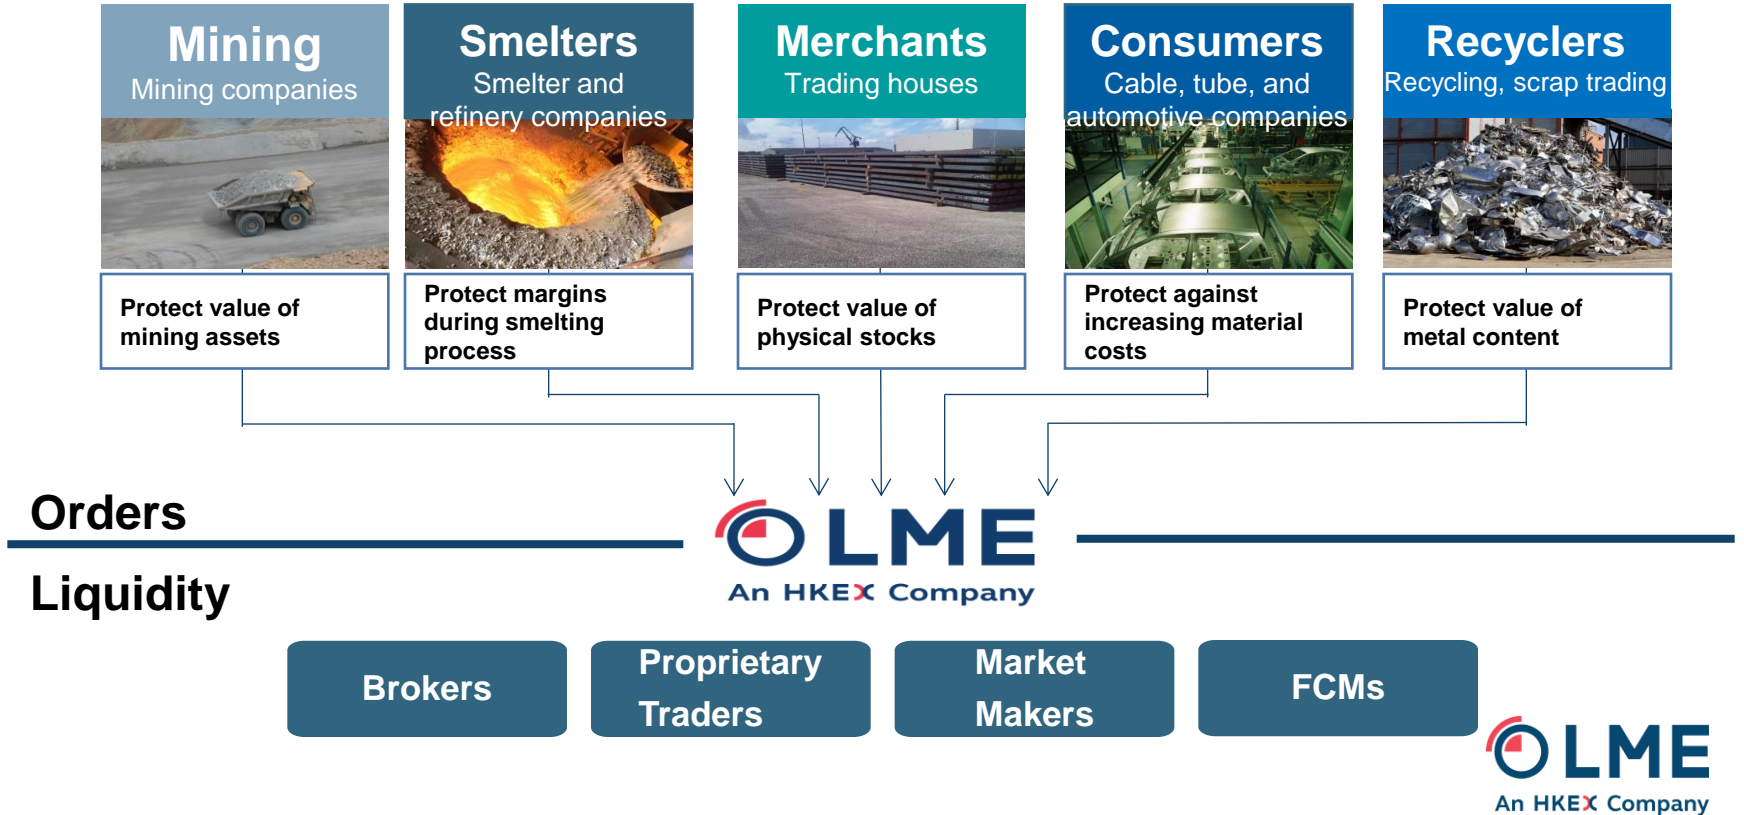 Mining
Mining companies
Smelters
Smelter and
refinery companies
Merchants
Trading houses
Consumers
Cable, tube, and
automotive companies
Recyclers
Recycling, scrap trading
Protect value of
mining assets
Protect margins
during smelting
process
Protect value of
physical stocks
Protect against
increasing material
costs
Protect value of
metal content
Orders
LME
An HKEX Company
Liquidity
Brokers
Proprietary
Traders
Market
Makers
FCMs
LME
An HKEX Company